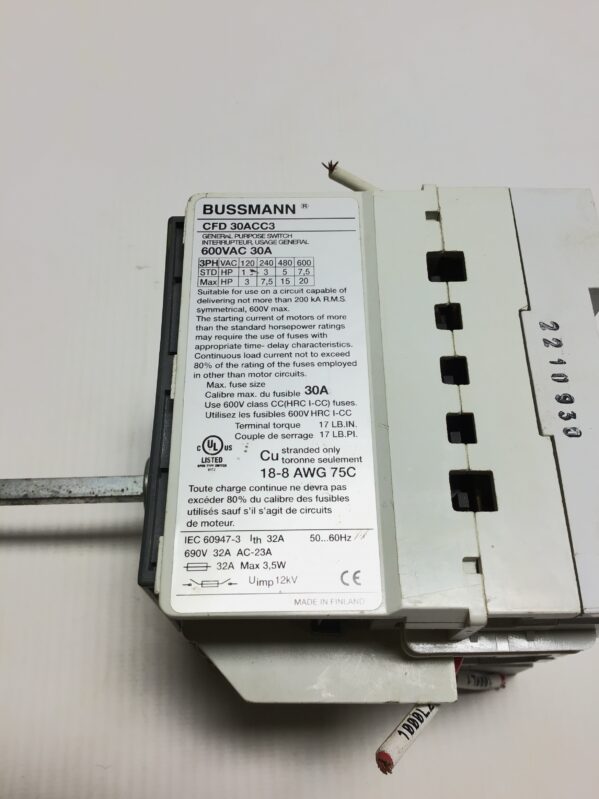 BUSSMANN ®
CFD 30ACC3
GENERAL PURPOSE SWITCH
INTERRUPTEUR, USAGE GENERAL
600VAC 30A
3PH VAC 120 240 480 600
STD HP 1 3 5 7,5
Max HP 3 7,5 15 20
Suitable for use on a circuit capable of
delivering not more than 200 kA R.M.S.
symmetrical, 600V max.
The starting current of motors of more
than the standard horsepower ratings
may require the use of fuses with
appropriate time- delay characteristics.
Continuous load current not to exceed
80% of the rating of the fuses employed
in other than motor circuits.
Max. fuse size
Calibre max. du fusible 30A
Use 600V class CC(HRC I-CC) fuses.
Utilisez les fusibles 600V HRC I-CC
Terminal torque 17 LB.IN.
Couple de serrage 17 LB.PI.
C UL US
LISTED
Cu stranded only
toronne seulement
18-8 AWG 75C
Toute charge continue ne devra pas
excéder 80% du calibre des fusibles
utilisés sauf s'il s'agit de circuits
de moteur.
IEC 60947-3 Ith 32A 50...60Hz
690V 32A AC-23A
32A Max 3,5W
Uimp 12kV CE
MADE IN FINLAND
2210930